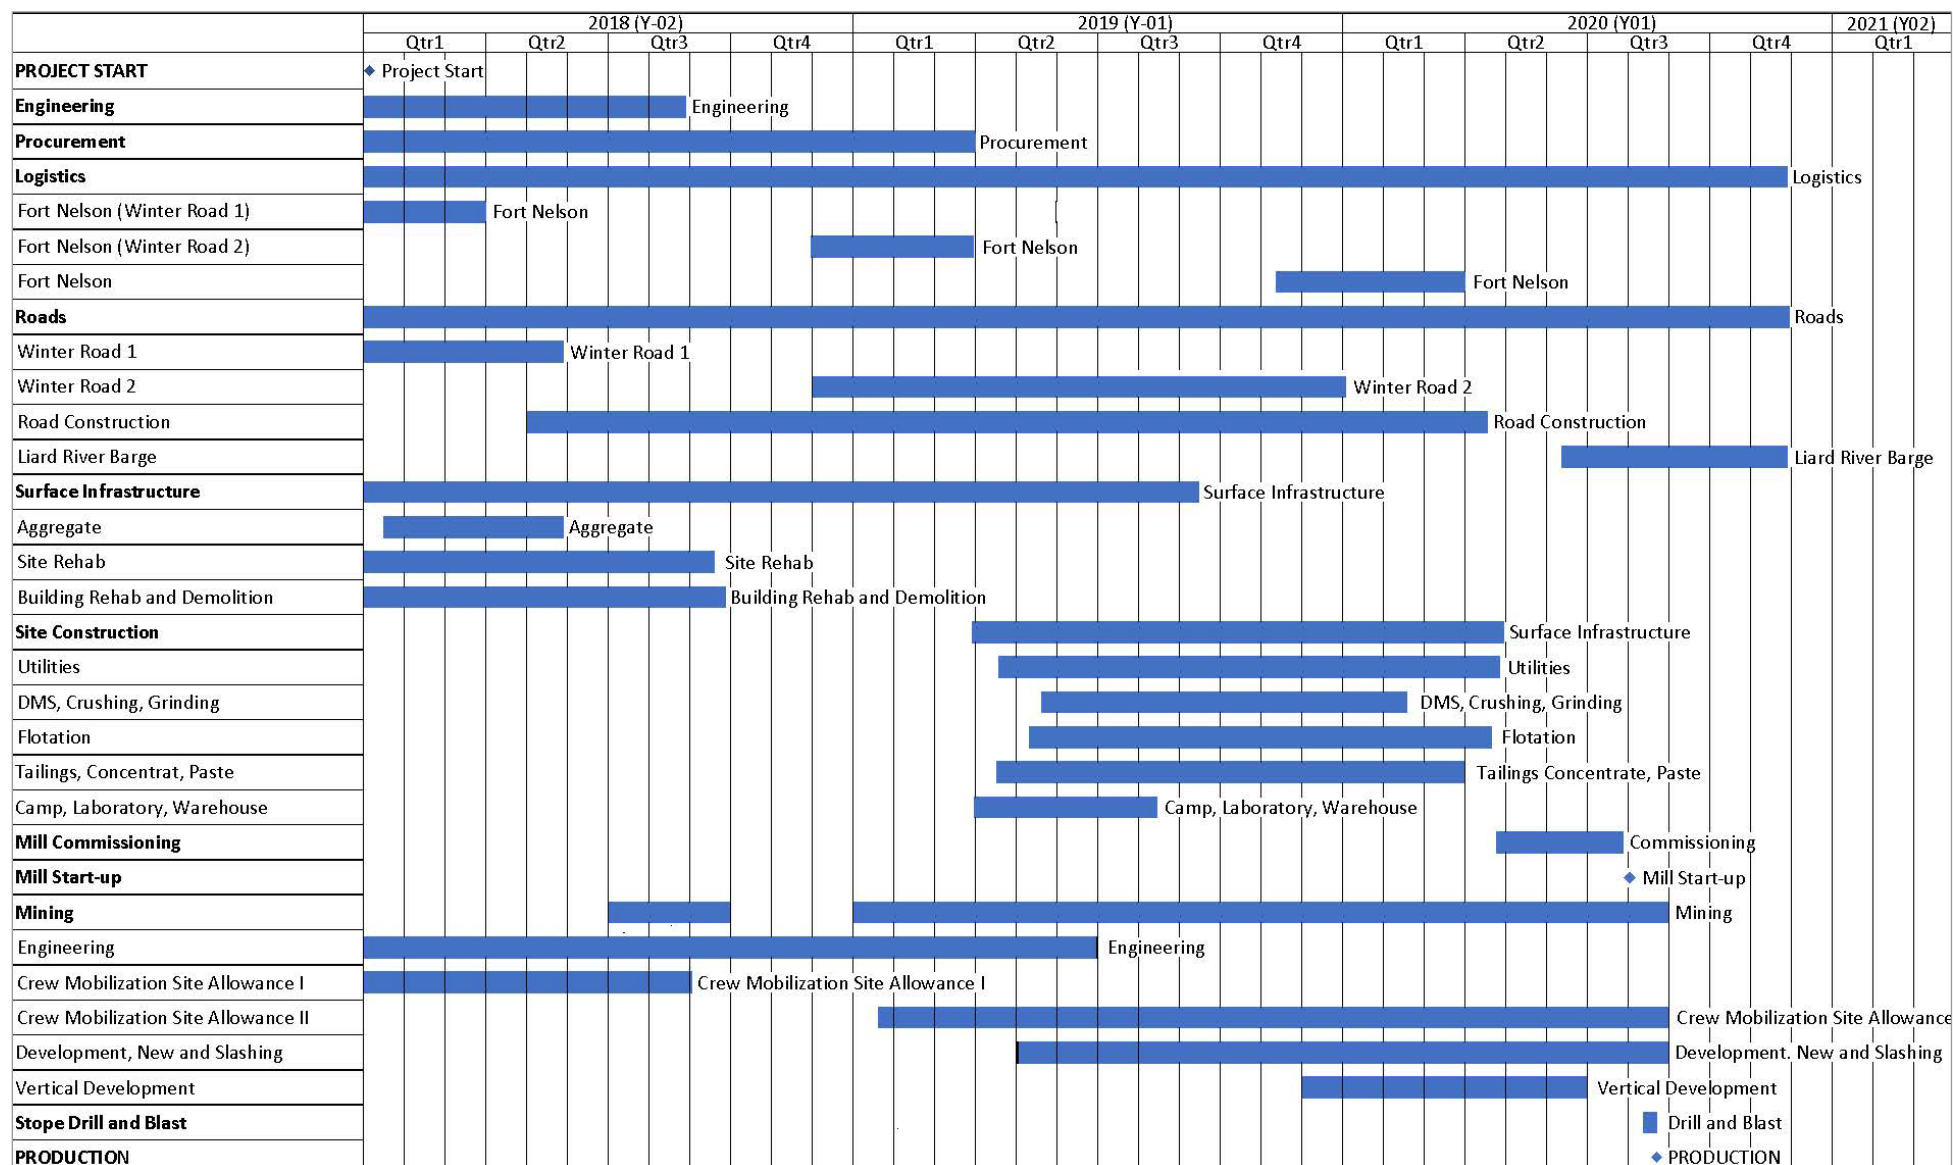 2018 (Y-02) 2019 (Y-01) 2020 (Y01) 2021 (Y02)
Qtr1 Qtr2 Qtr3 Qtr4 Qtr1 Qtr2 Qtr3 Qtr4 Qtr1 Qtr2 Qtr3 Qtr4 Qtr1
PROJECT START Project Start
Engineering Engineering
Procurement Procurement
Logistics Logistics
Fort Nelson (Winter Road 1) Fort Nelson
Fort Nelson (Winter Road 2) Fort Nelson
Fort Nelson Fort Nelson
Roads Roads
Winter Road 1 Winter Road 1
Winter Road 2 Winter Road 2
Road Construction Road Construction
Liard River Barge Liard River Barge
Surface Infrastructure Surface Infrastructure
Aggregate Aggregate
Site Rehab Site Rehab
Building Rehab and Demolition Building Rehab and Demolition
Site Construction Surface Infrastructure
Utilities Utilities
DMS, Crushing, Grinding DMS, Crushing, Grinding
Flotation Flotation
Tailings, Concentrat, Paste Tailings Concentrate, Paste
Camp, Laboratory, Warehouse Camp, Laboratory, Warehouse
Mill Commissioning Commissioning
Mill Start-up Mill Start-up
Mining Mining
Engineering Engineering
Crew Mobilization Site Allowance I Crew Mobilization Site Allowance I
Crew Mobilization Site Allowance II Crew Mobilization Site Allowance
Development, New and Slashing Development. New and Slashing
Vertical Development Vertical Development
Stope Drill and Blast Drill and Blast
PRODUCTION PRODUCTION